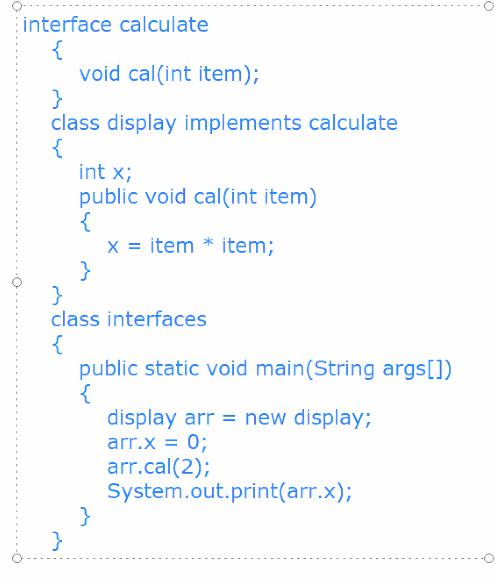 interface calculate
{
void cal(int item);
}
class display implements calculate
{
int x;
public void cal(int item)
{
x = item * item;
}
}
class interfaces
{
public static void main(String args[])
{
display arr = new display;
arr.x = 0;
arr.cal(2);
System.out.print(arr.x);
}
}